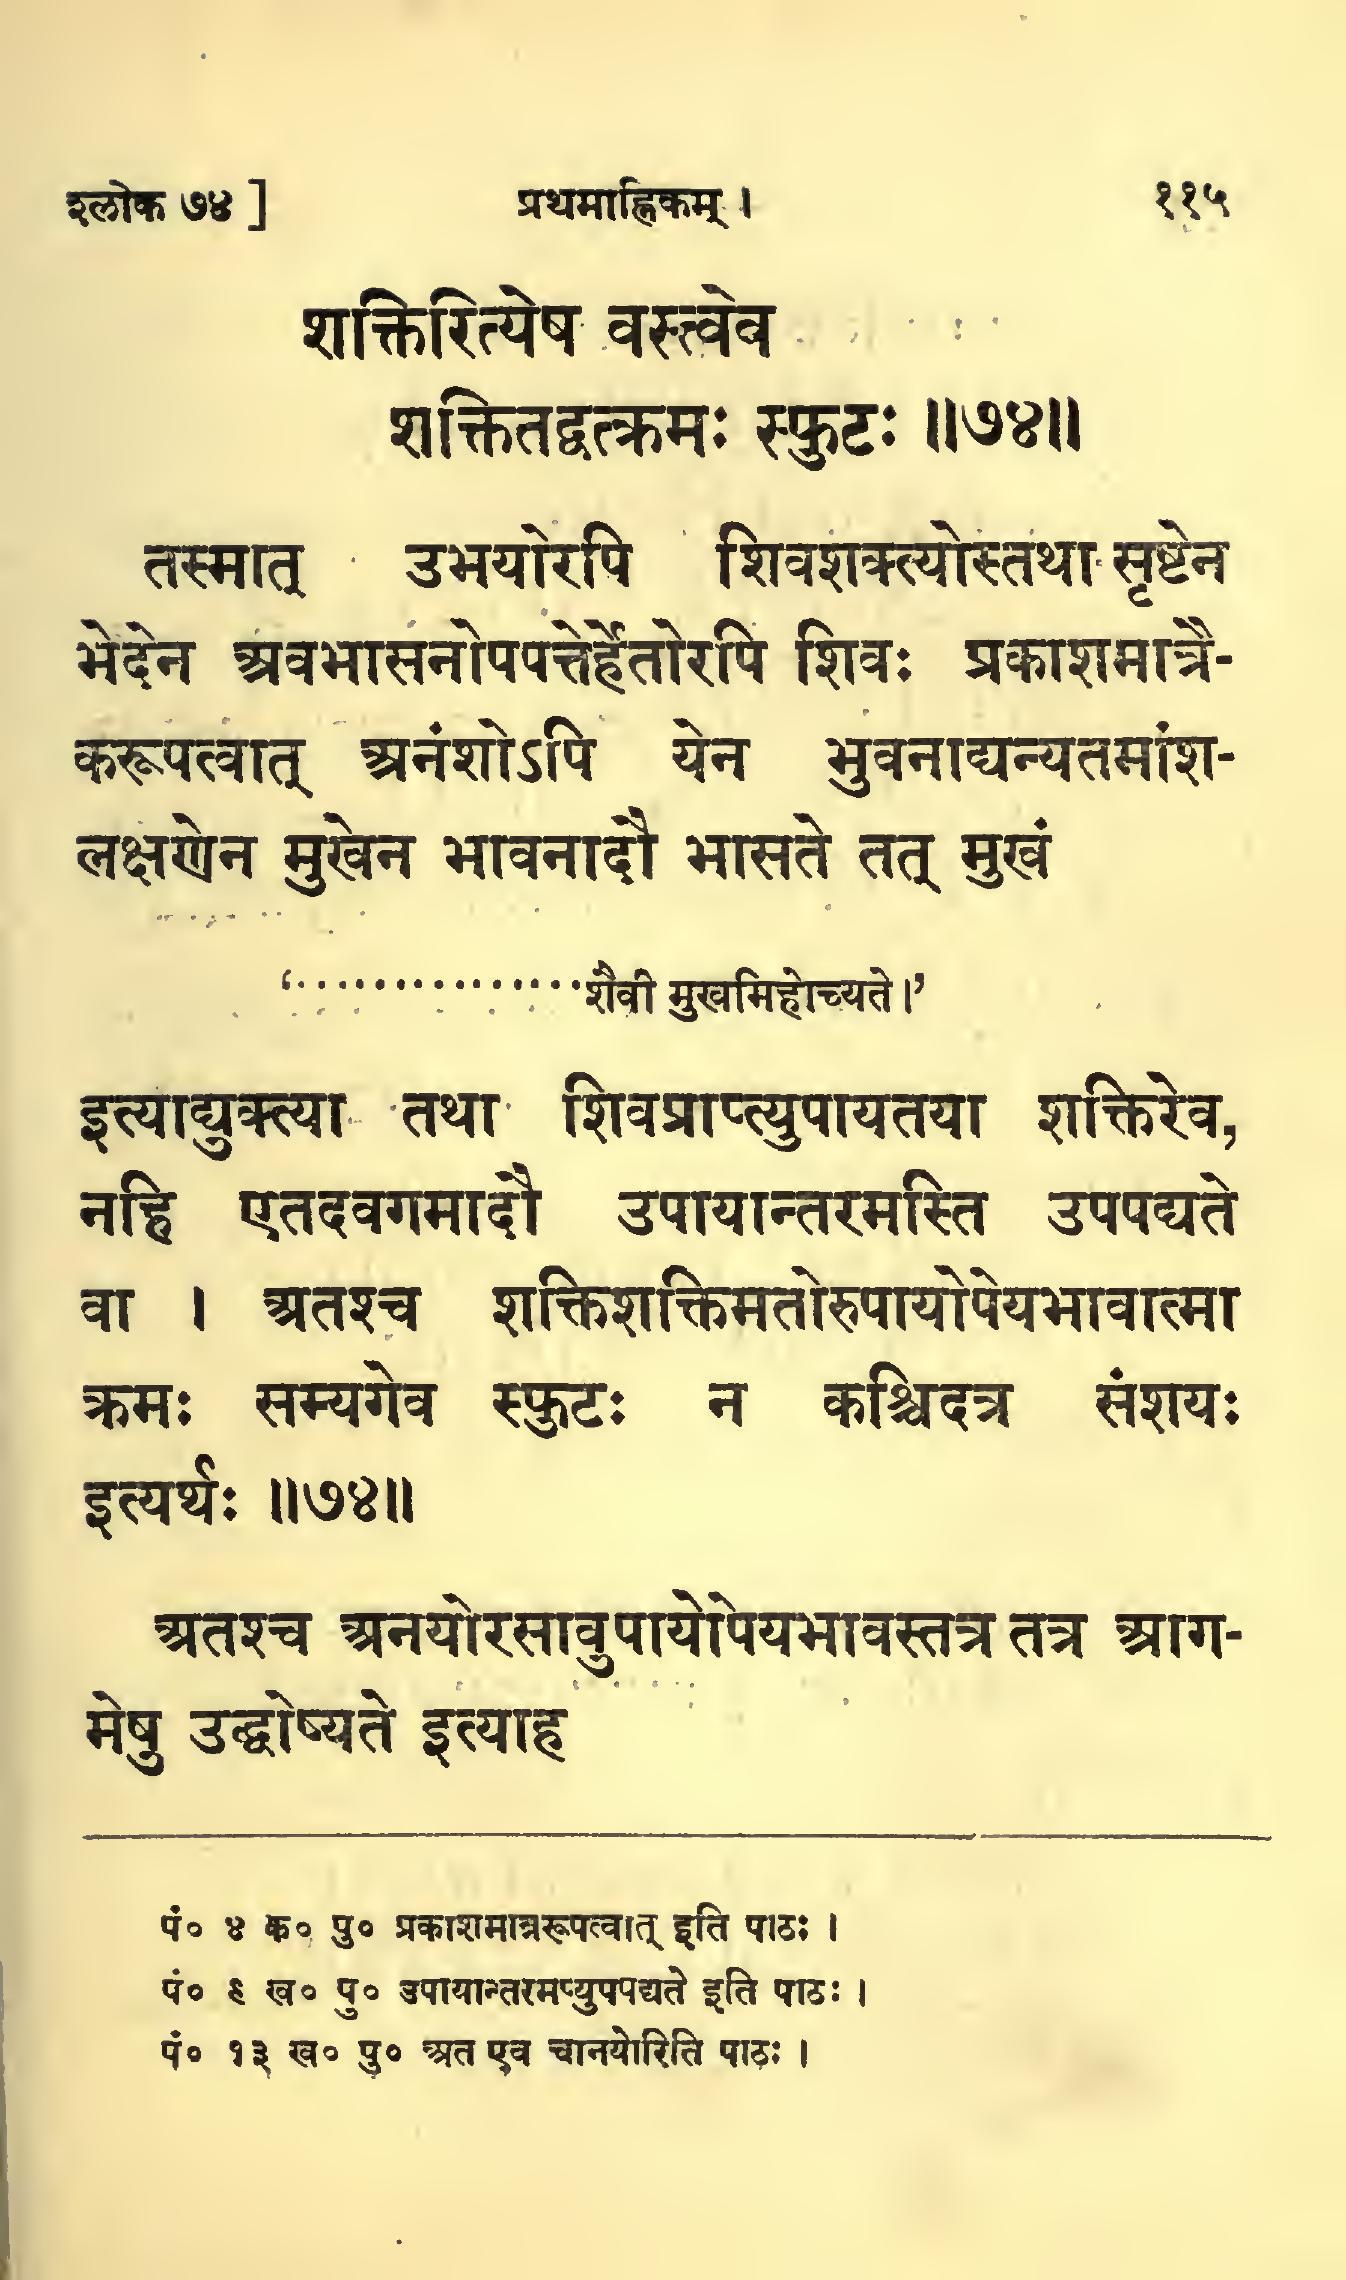 श्लोक ७४ ] प्रथमाह्निकम् । ११५
शक्तिरित्येष वस्त्वेव
शक्तितद्वत्क्रमः स्फुटः ॥७४॥
तस्मात् उभयोरपि शिवशक्त्योस्तथा सृष्टेन
भेदेन अवभासनोपपत्तेर्हेतोरपि शिवः प्रकाशमात्रै-
करूपत्वात् अनंशोऽपि येन भुवनाद्यन्यतमांश-
लक्षणेन मुखेन भावनादौ भासते तत् मुखं
‘················शैवी मुखमिहोच्यते।’
इत्याद्युक्त्या तथा शिवप्राप्त्युपायतया शक्तिरेव,
नहि एतदवगमादौ उपायान्तरमस्ति उपपद्यते
वा । अतश्च शक्तिशक्तिमतोरुपायोपेयभावात्मा
क्रमः सम्यगेव स्फुटः न कश्चिदत्र संशयः
इत्यर्थः ॥७४॥
अतश्च अनयोरसावुपायोपेयभावस्तत्र तत्र आग-
मेषु उद्घोष्यते इत्याह
पं० ४ क० पु० प्रकाशमात्ररूपत्वात् इति पाठः ।
पं० ९ ख० पु० उपायान्तरमप्युपपद्यते इति पाठः ।
पं० १३ ख० पु० अत एव चानयोरिति पाठः ।